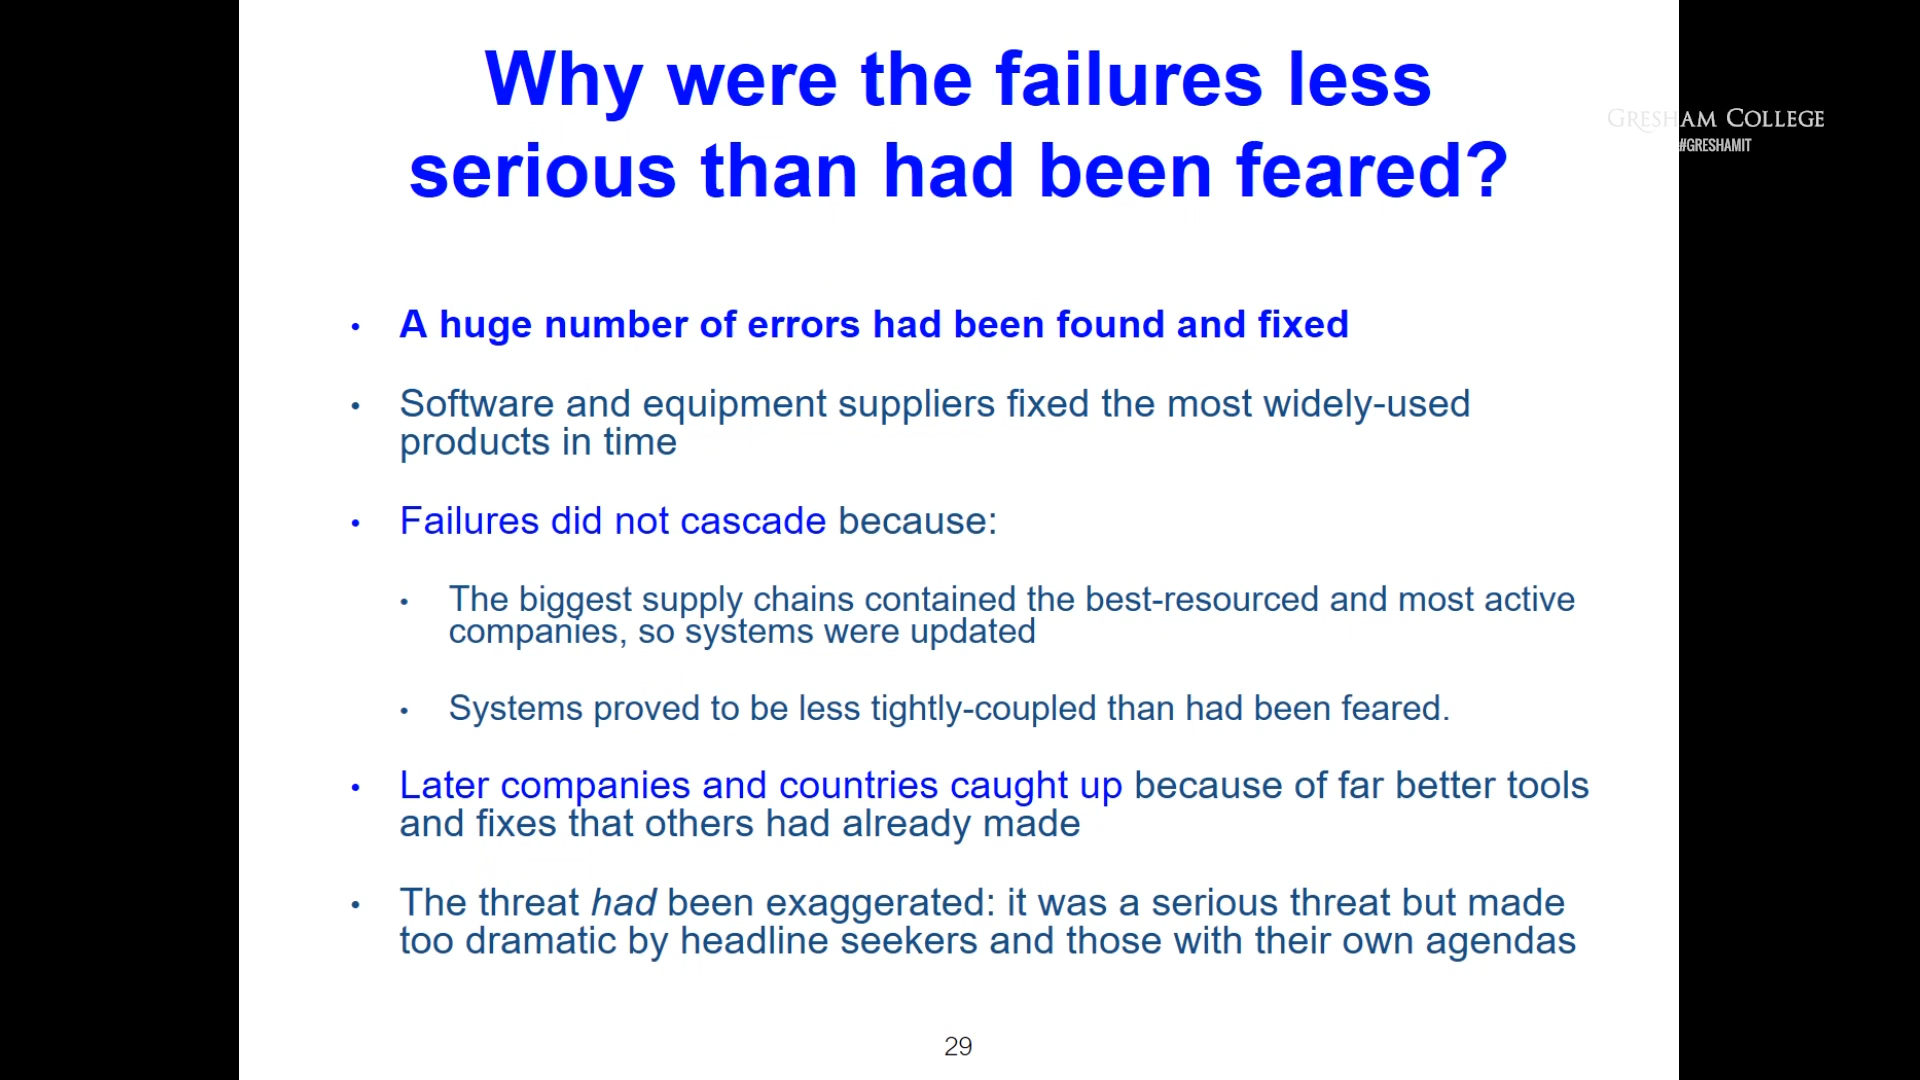 Why were the failures less
serious than had been feared?
GRESHAM COLLEGE
#GRESHAMIT
• A huge number of errors had been found and fixed
• Software and equipment suppliers fixed the most widely-used
products in time
• Failures did not cascade because:
• The biggest supply chains contained the best-resourced and most active
companies, so systems were updated
• Systems proved to be less tightly-coupled than had been feared.
• Later companies and countries caught up because of far better tools
and fixes that others had already made
• The threat had been exaggerated: it was a serious threat but made
too dramatic by headline seekers and those with their own agendas
29